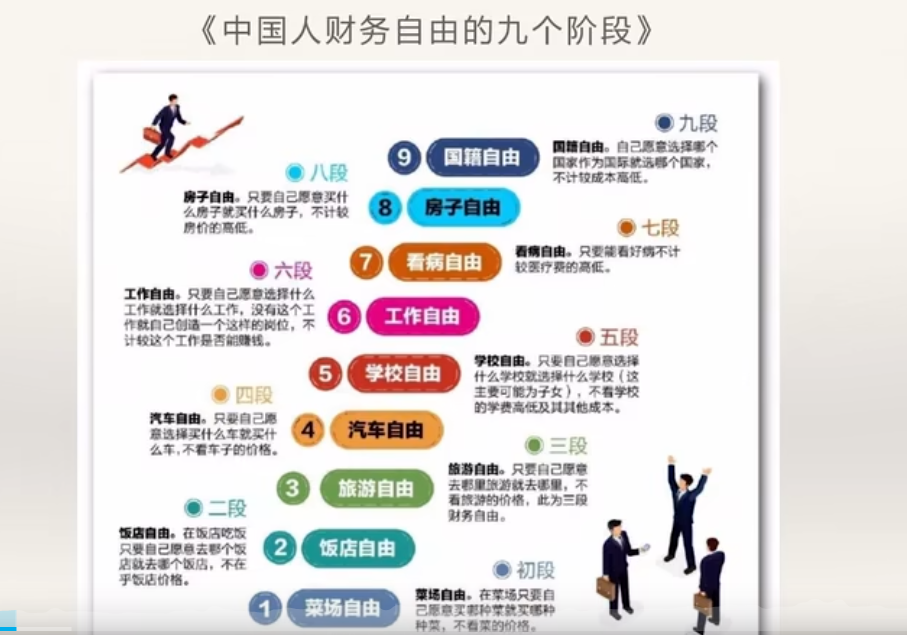 《中国人财务自由的九个阶段》
九段
9
国籍自由
国籍自由。自己愿意选择哪个
国家作为国际就选哪个国家，
不计较成本高低。
八段
房子自由。只要自己愿意买什
么房子就买什么房子，不计较
房价的高低。
8
房子自由
七段
7
看病自由
看病自由。只要能看好病不计
较医疗费的高低。
六段
工作自由。只要自己愿意选择什么
工作就选择什么工作，没有这个工
作就自己创造一个这样的岗位，不
计较这个工作是否能赚钱。
6
工作自由
五段
5
学校自由
学校自由。只要自己愿意选择
什么学校就选择什么学校（这
主要可能为子女），不看学校
的学费高低及其其他成本。
四段
汽车自由。只要自己愿
意选择买什么车就买什
么车，不看车子的价格。
4
汽车自由
三段
3
旅游自由
旅游自由。只要自己愿意
去哪里旅游就去哪里，不
看旅游的价格，此为三段
财务自由。
二段
饭店自由。在饭店吃饭
只要自己愿意去那个饭
店就去哪个饭店，不在
乎饭店价格。
2
饭店自由
初段
1
菜场自由
菜场自由。在菜场只要自
己愿意买哪种菜就买哪种
种菜，不看菜的价格。